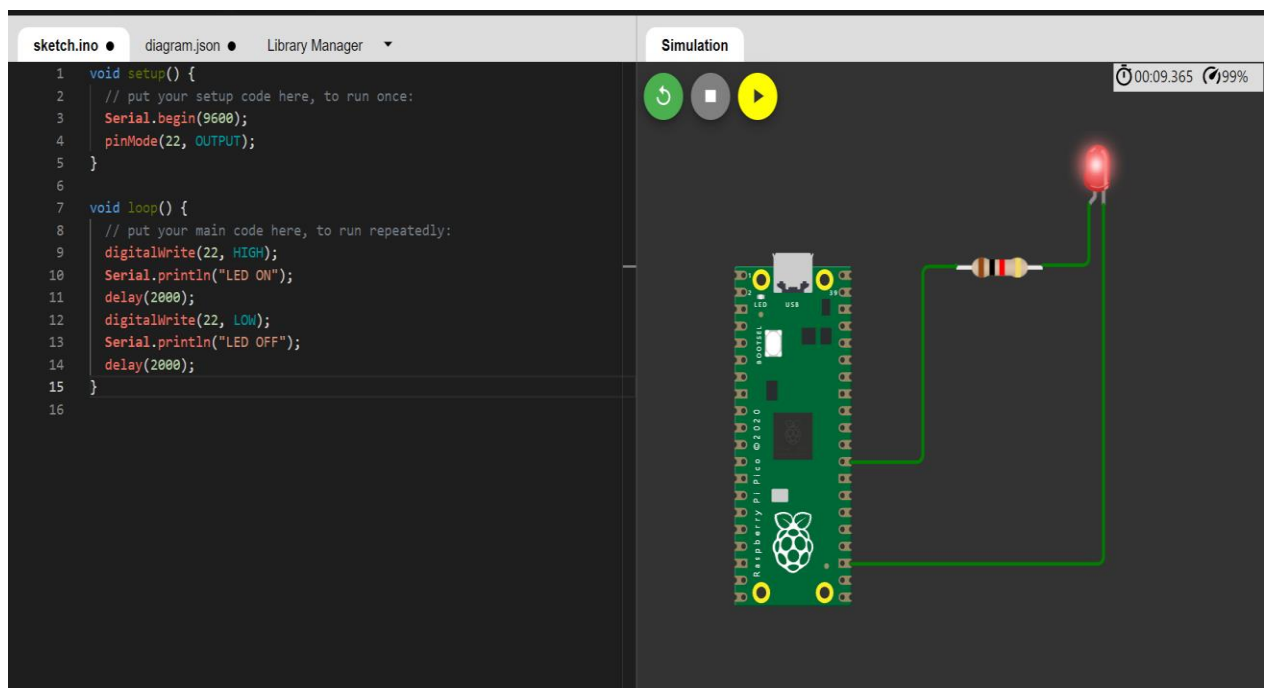 sketch.ino ●
diagram.json ●
Library Manager
1 void setup() {
2 // put your setup code here, to run once:
3 Serial.begin(9600);
4 pinMode(22, OUTPUT);
5 }
6
7 void loop() {
8 // put your main code here, to run repeatedly:
9 digitalWrite(22, HIGH);
10 Serial.println("LED ON");
11 delay(2000);
12 digitalWrite(22, LOW);
13 Serial.println("LED OFF");
14 delay(2000);
15 }
16
Simulation
00:09.365 99%
1
2
39
LED
USB
BOOTSEL
Raspberry Pi Pico ©2020